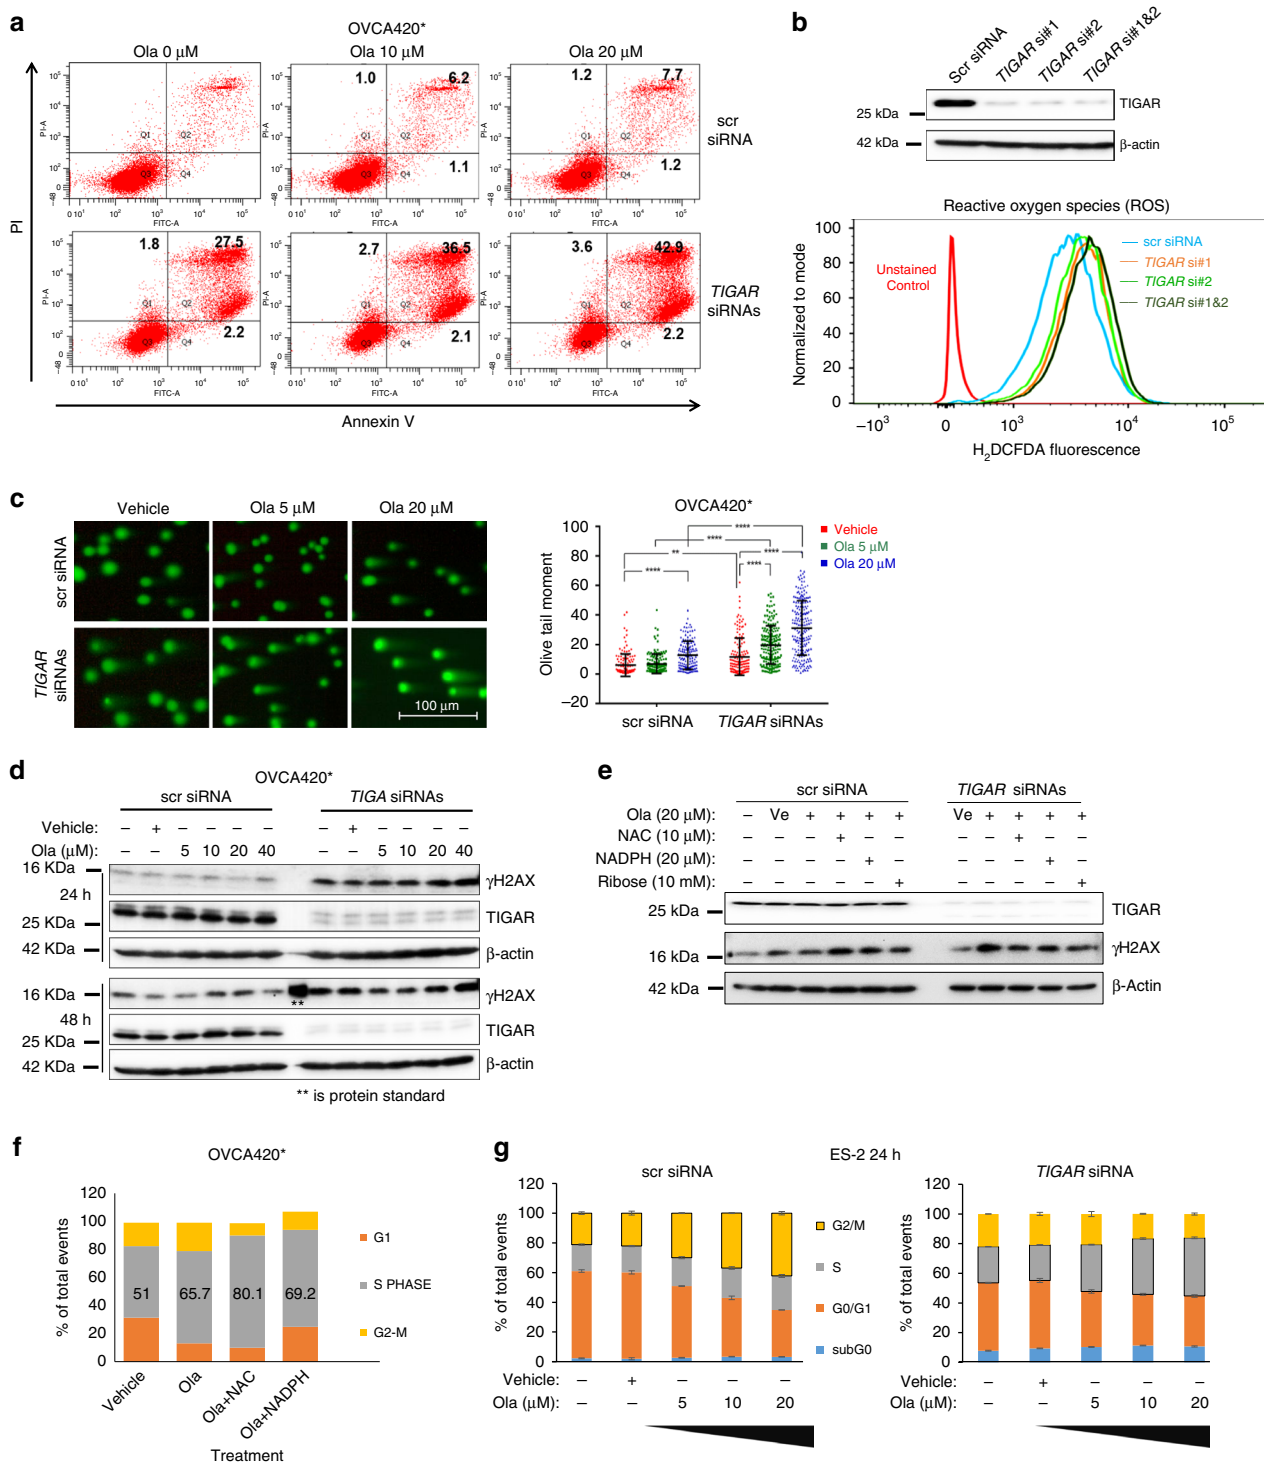 a
OVCA420*
Ola 0 μM
Ola 10 μM
Ola 20 μM
1.0
6.2
1.1
1.2
7.7
1.2
scr
siRNA
1.8
27.5
2.2
2.7
36.5
2.1
3.6
42.9
2.2
TIGAR
siRNAs
Q1 Q2 Q3 Q4
PI-A
FITC-A
PI
Annexin V
b
Scr siRNA
TIGAR si#1
TIGAR si#2
TIGAR si#1&2
25 kDa
TIGAR
42 kDa
β-actin
Reactive oxygen species (ROS)
Normalized to mode
100
80
60
40
20
0
Unstained
Control
scr siRNA
TIGAR si#1
TIGAR si#2
TIGAR si#1&2
–10³ 0 10³ 10⁴ 10⁵
H₂DCFDA fluorescence
c
Vehicle
Ola 5 μM
Ola 20 μM
scr siRNA
TIGAR
siRNAs
100 μm
OVCA420*
Olive tail moment
100
80
60
40
20
0
–20
****
****
** ****
**** ****
Vehicle
Ola 5 μM
Ola 20 μM
scr siRNA
TIGAR siRNAs
d
OVCA420*
scr siRNA
TIGA siRNAs
Vehicle: – + – – – – – + – – – –
Ola (μM): – – 5 10 20 40 – – 5 10 20 40
16 KDa
γH2AX
24 h
25 KDa
TIGAR
42 KDa
β-actin
16 KDa
**
γH2AX
48 h
25 KDa
TIGAR
42 KDa
β-actin
** is protein standard
e
scr siRNA
TIGAR siRNAs
Ola (20 μM): – Ve + + + + Ve + + + +
NAC (10 μM): – – – + – – – – + – –
NADPH (20 μM): – – – – + – – – – + –
Ribose (10 mM): – – – – – + – – – – +
25 kDa
TIGAR
16 kDa
γH2AX
42 kDa
β-Actin
f
OVCA420*
% of total events
120
100
80
60
40
20
0
51
65.7
80.1
69.2
G1
S PHASE
G2-M
Vehicle
Ola
Ola+NAC
Ola+NADPH
Treatment
g
ES-2 24 h
scr siRNA
% of total events
120
100
80
60
40
20
0
G2/M
S
G0/G1
subG0
Vehicle: – + – – –
Ola (μM): – – 5 10 20
TIGAR siRNA
% of total events
120
100
80
60
40
20
0
Vehicle: – + – – –
Ola (μM): – – 5 10 20